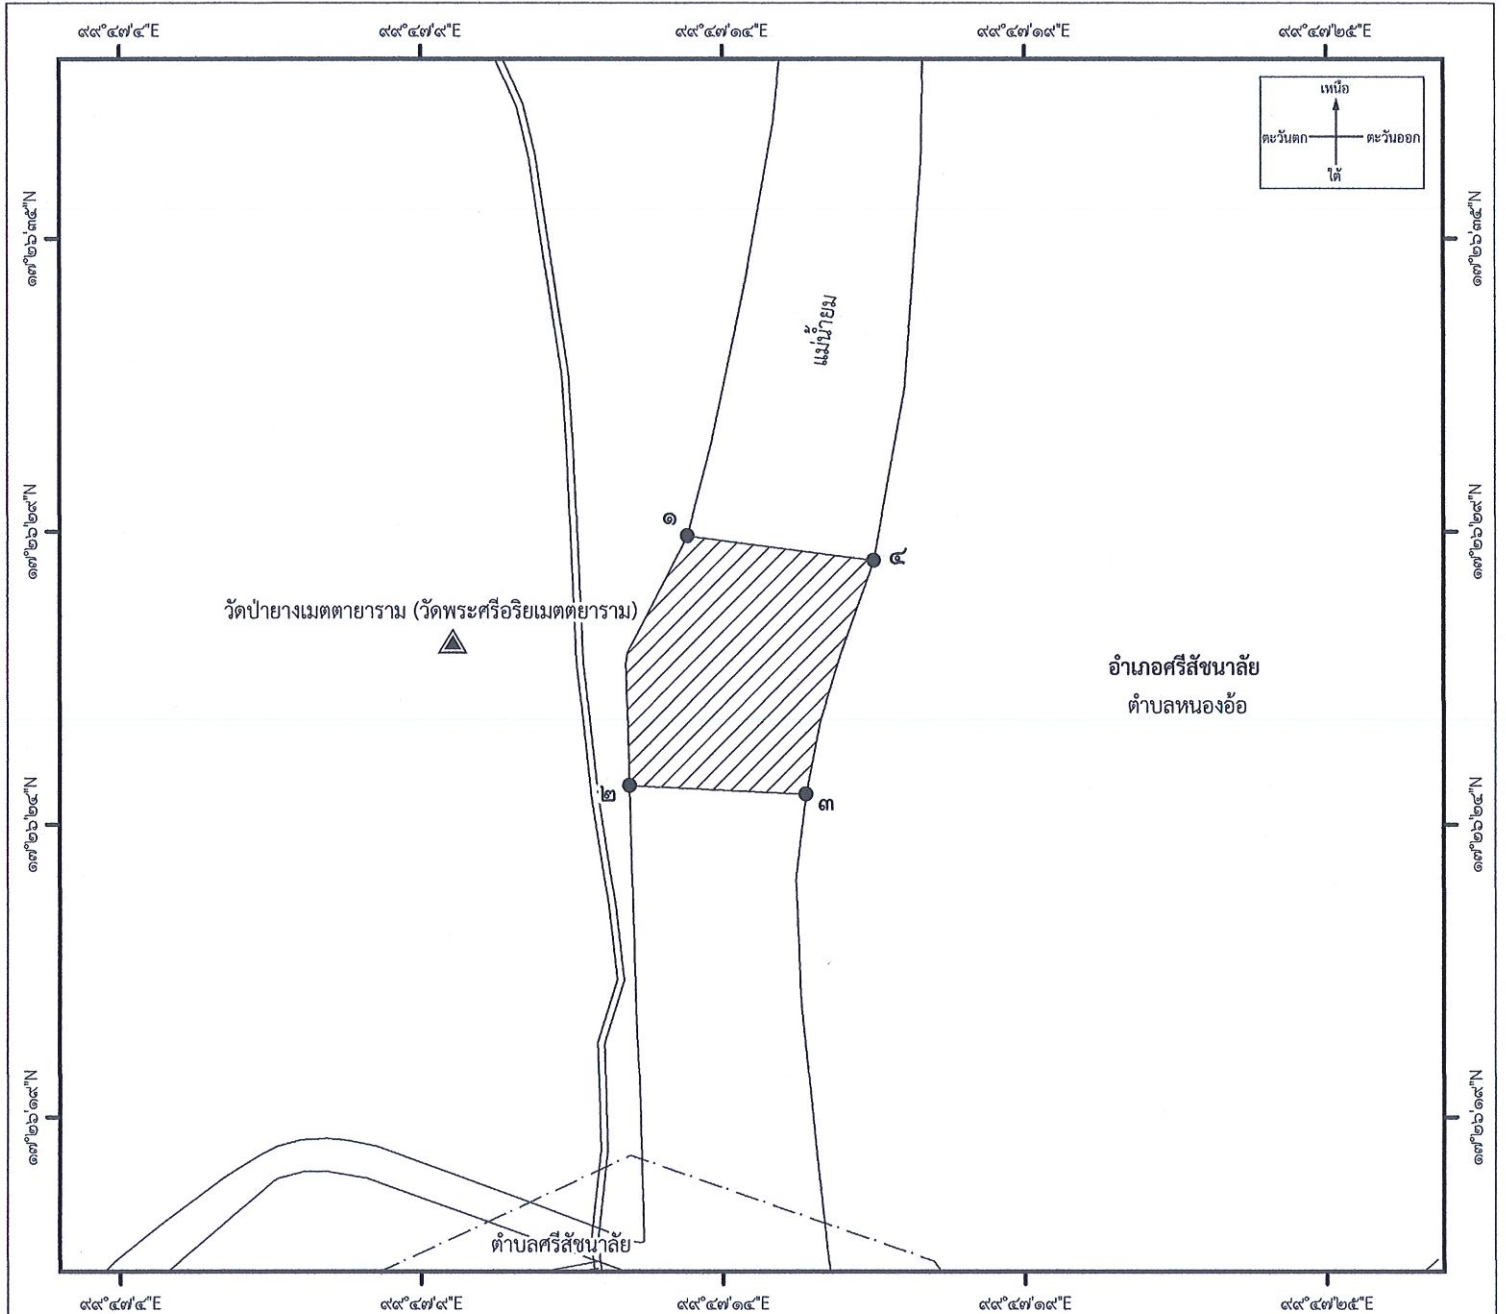 ๙๙°๔๗'๔"E ๙๙°๔๗'๙"E ๙๙°๔๗'๑๔"E ๙๙°๔๗'๑๙"E ๙๙°๔๗'๒๕"E
เหนือ
ตะวันตก ตะวันออก
ใต้
๑๗°๒๖'๓๕"N ๑๗°๒๖'๓๕"N
แม่น้ำยม
๑๗°๒๖'๒๙"N ๑๗°๒๖'๒๙"N
๑
๔
วัดป่ายางเมตตายาราม (วัดพระศรีอริยเมตตยาราม)
อำเภอศรีสัชนาลัย
ตำบลหนองอ้อ
๒
๓
๑๗°๒๖'๒๔"N ๑๗°๒๖'๒๔"N
๑๗°๒๖'๑๙"N ๑๗°๒๖'๑๙"N
ตำบลศรีสัชนาลัย
๙๙°๔๗'๔"E ๙๙°๔๗'๙"E ๙๙°๔๗'๑๔"E ๙๙°๔๗'๑๙"E ๙๙°๔๗'๒๕"E